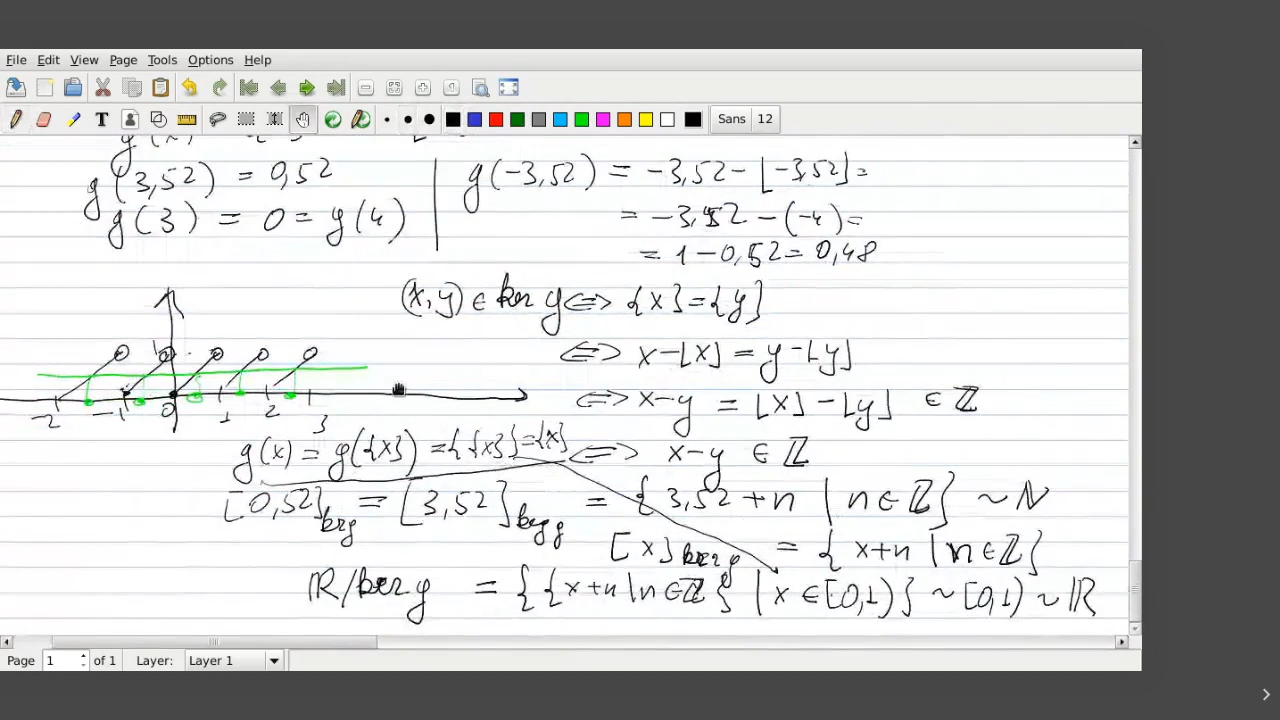 File Edit View Page Tools Options Help
Sans 12
g(3,52) = 0,52
g(3) = 0 = g(4)
g(-3,52) = -3,52 - ⌊-3,52⌋ =
= -3,52 - (-4) =
= 1 - 0,52 = 0,48
(x,y) ∈ ker g ⇔ {x} = {y}
⇔ x - ⌊x⌋ = y - ⌊y⌋
⇔ x-y = ⌊x⌋ - ⌊y⌋ ∈ ℤ
-2 -1 0 1 2 3
1
g(x) = g({x}) = {{x}} = {x} ⇔ x-y ∈ ℤ
[0,52]ker g = [3,52]ker g = {3,52 + n | n ∈ ℤ} ~ ℕ
[x]ker g = {x+n | n ∈ ℤ}
ℝ/ker g = {{x+n | n ∈ ℤ} | x ∈ [0,1)} ~ [0,1) ~ ℝ
Page 1 of 1 Layer: Layer 1